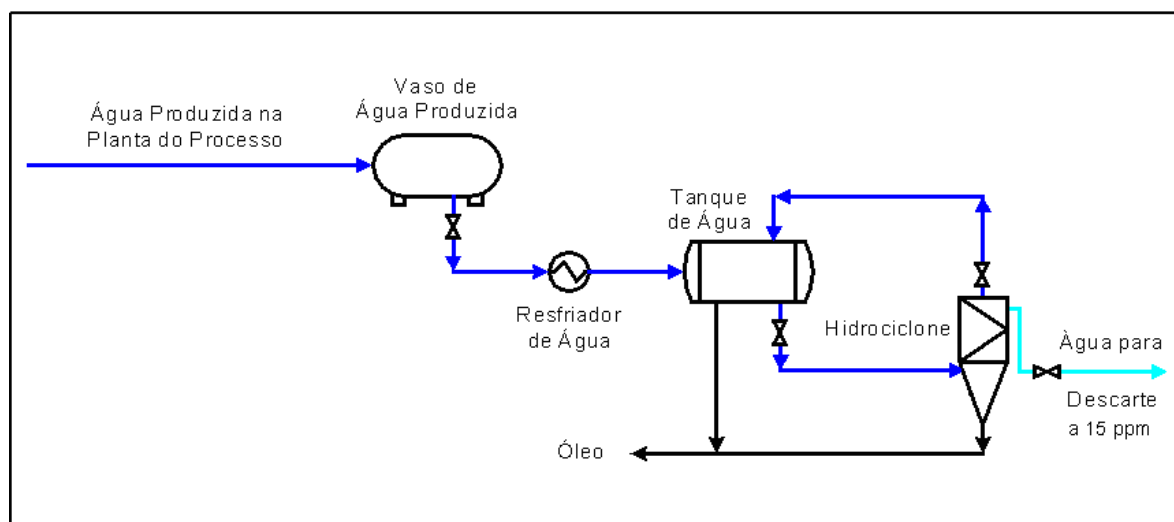 Água Produzida na
Planta do Processo
Vaso de
Água Produzida
Resfriador
de Água
Tanque
de Água
Hidrociclone
Àgua para
Descarte
a 15 ppm
Óleo